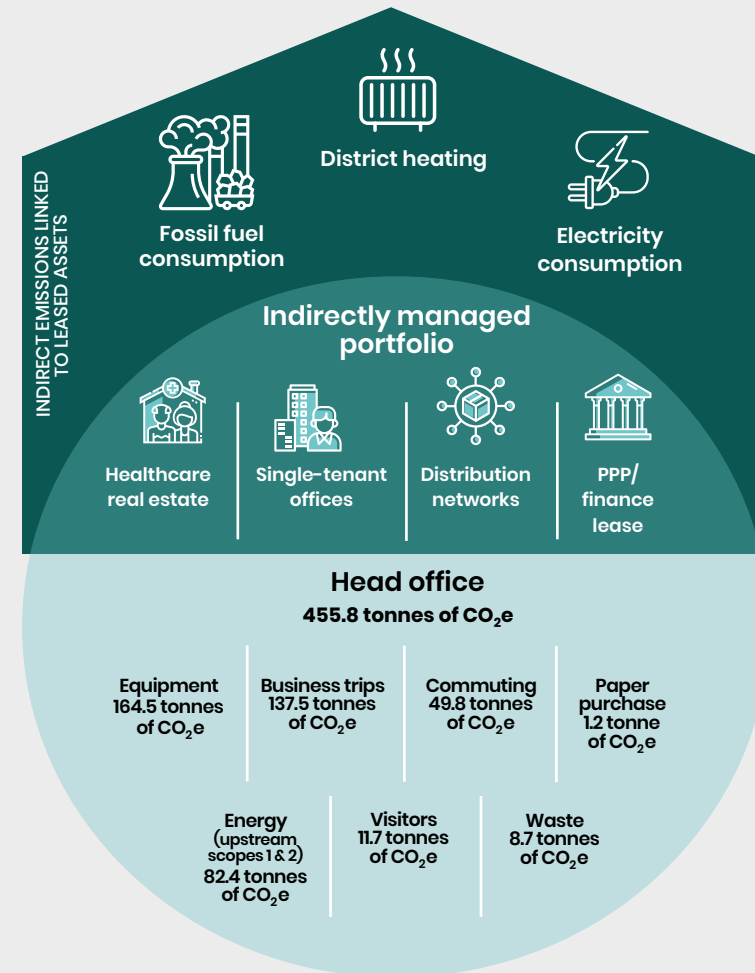 District heating
Fossil fuel
consumption
Electricity
consumption
INDIRECT EMISSIONS LINKED
TO LEASED ASSETS
Indirectly managed
portfolio
Healthcare
real estate
Single-tenant
offices
Distribution
networks
PPP/
finance
lease
Head office
455.8 tonnes of CO₂e
Equipment
164.5 tonnes
of CO₂e
Business trips
137.5 tonnes
of CO₂e
Commuting
49.8 tonnes
of CO₂e
Paper
purchase
1.2 tonne
of CO₂e
Energy
(upstream
scopes 1 & 2)
82.4 tonnes
of CO₂e
Visitors
11.7 tonnes
of CO₂e
Waste
8.7 tonnes
of CO₂e